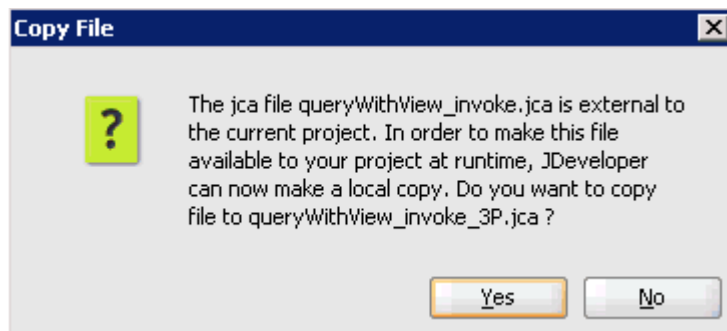 Copy File
?
The jca file queryWithView_invoke.jca is external to
the current project. In order to make this file
available to your project at runtime, JDeveloper
can now make a local copy. Do you want to copy
file to queryWithView_invoke_3P.jca ?
Yes
No